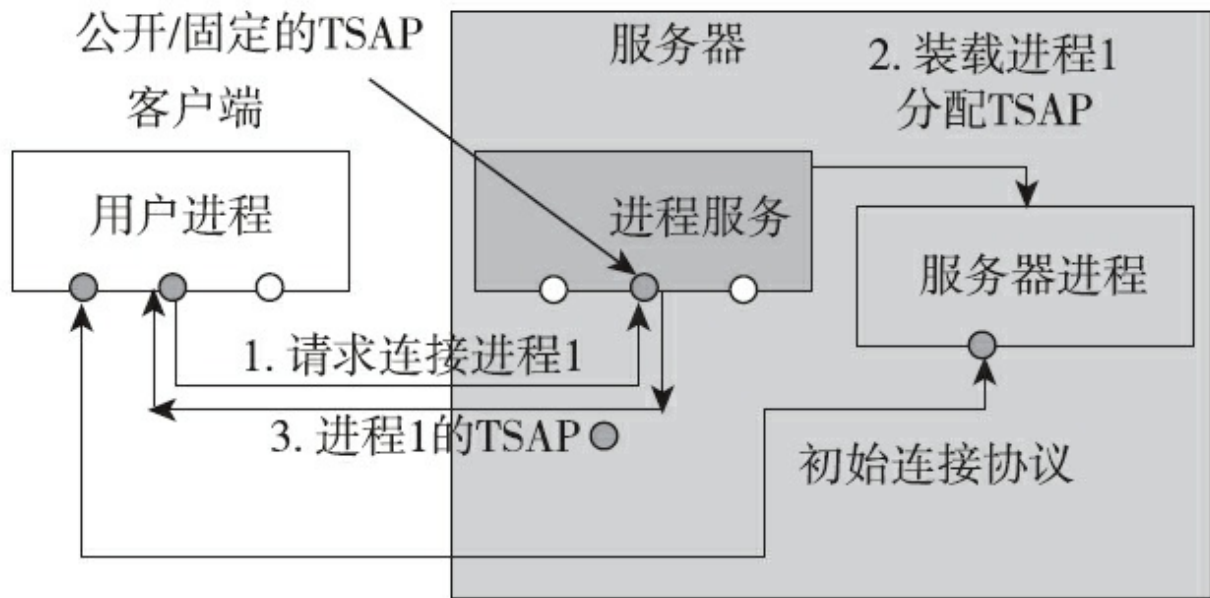 公开/固定的TSAP
服务器
2. 装载进程1
分配TSAP
客户端
用户进程
进程服务
服务器进程
1. 请求连接进程1
3. 进程1的TSAP
初始连接协议